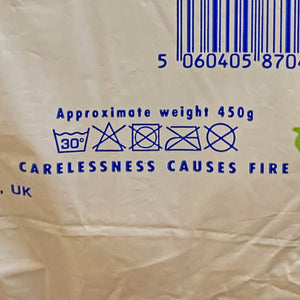 5 060405 8704
Approximate weight 450g
30°
CARELESSNESS CAUSES FIRE
, UK